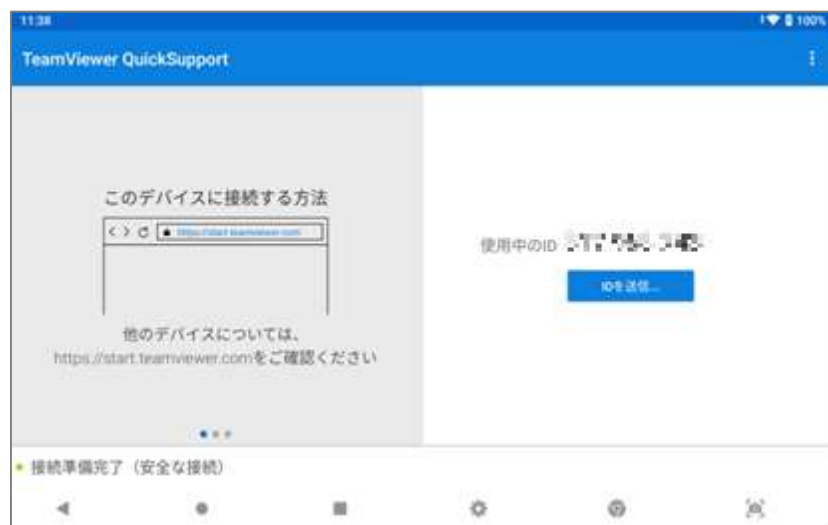 11:38
100%
TeamViewer QuickSupport
このデバイスに接続する方法
https://start.teamviewer.com
他のデバイスについては、
https://start.teamviewer.comをご確認ください
使用中のID
IDを送信...
接続準備完了（安全な接続）